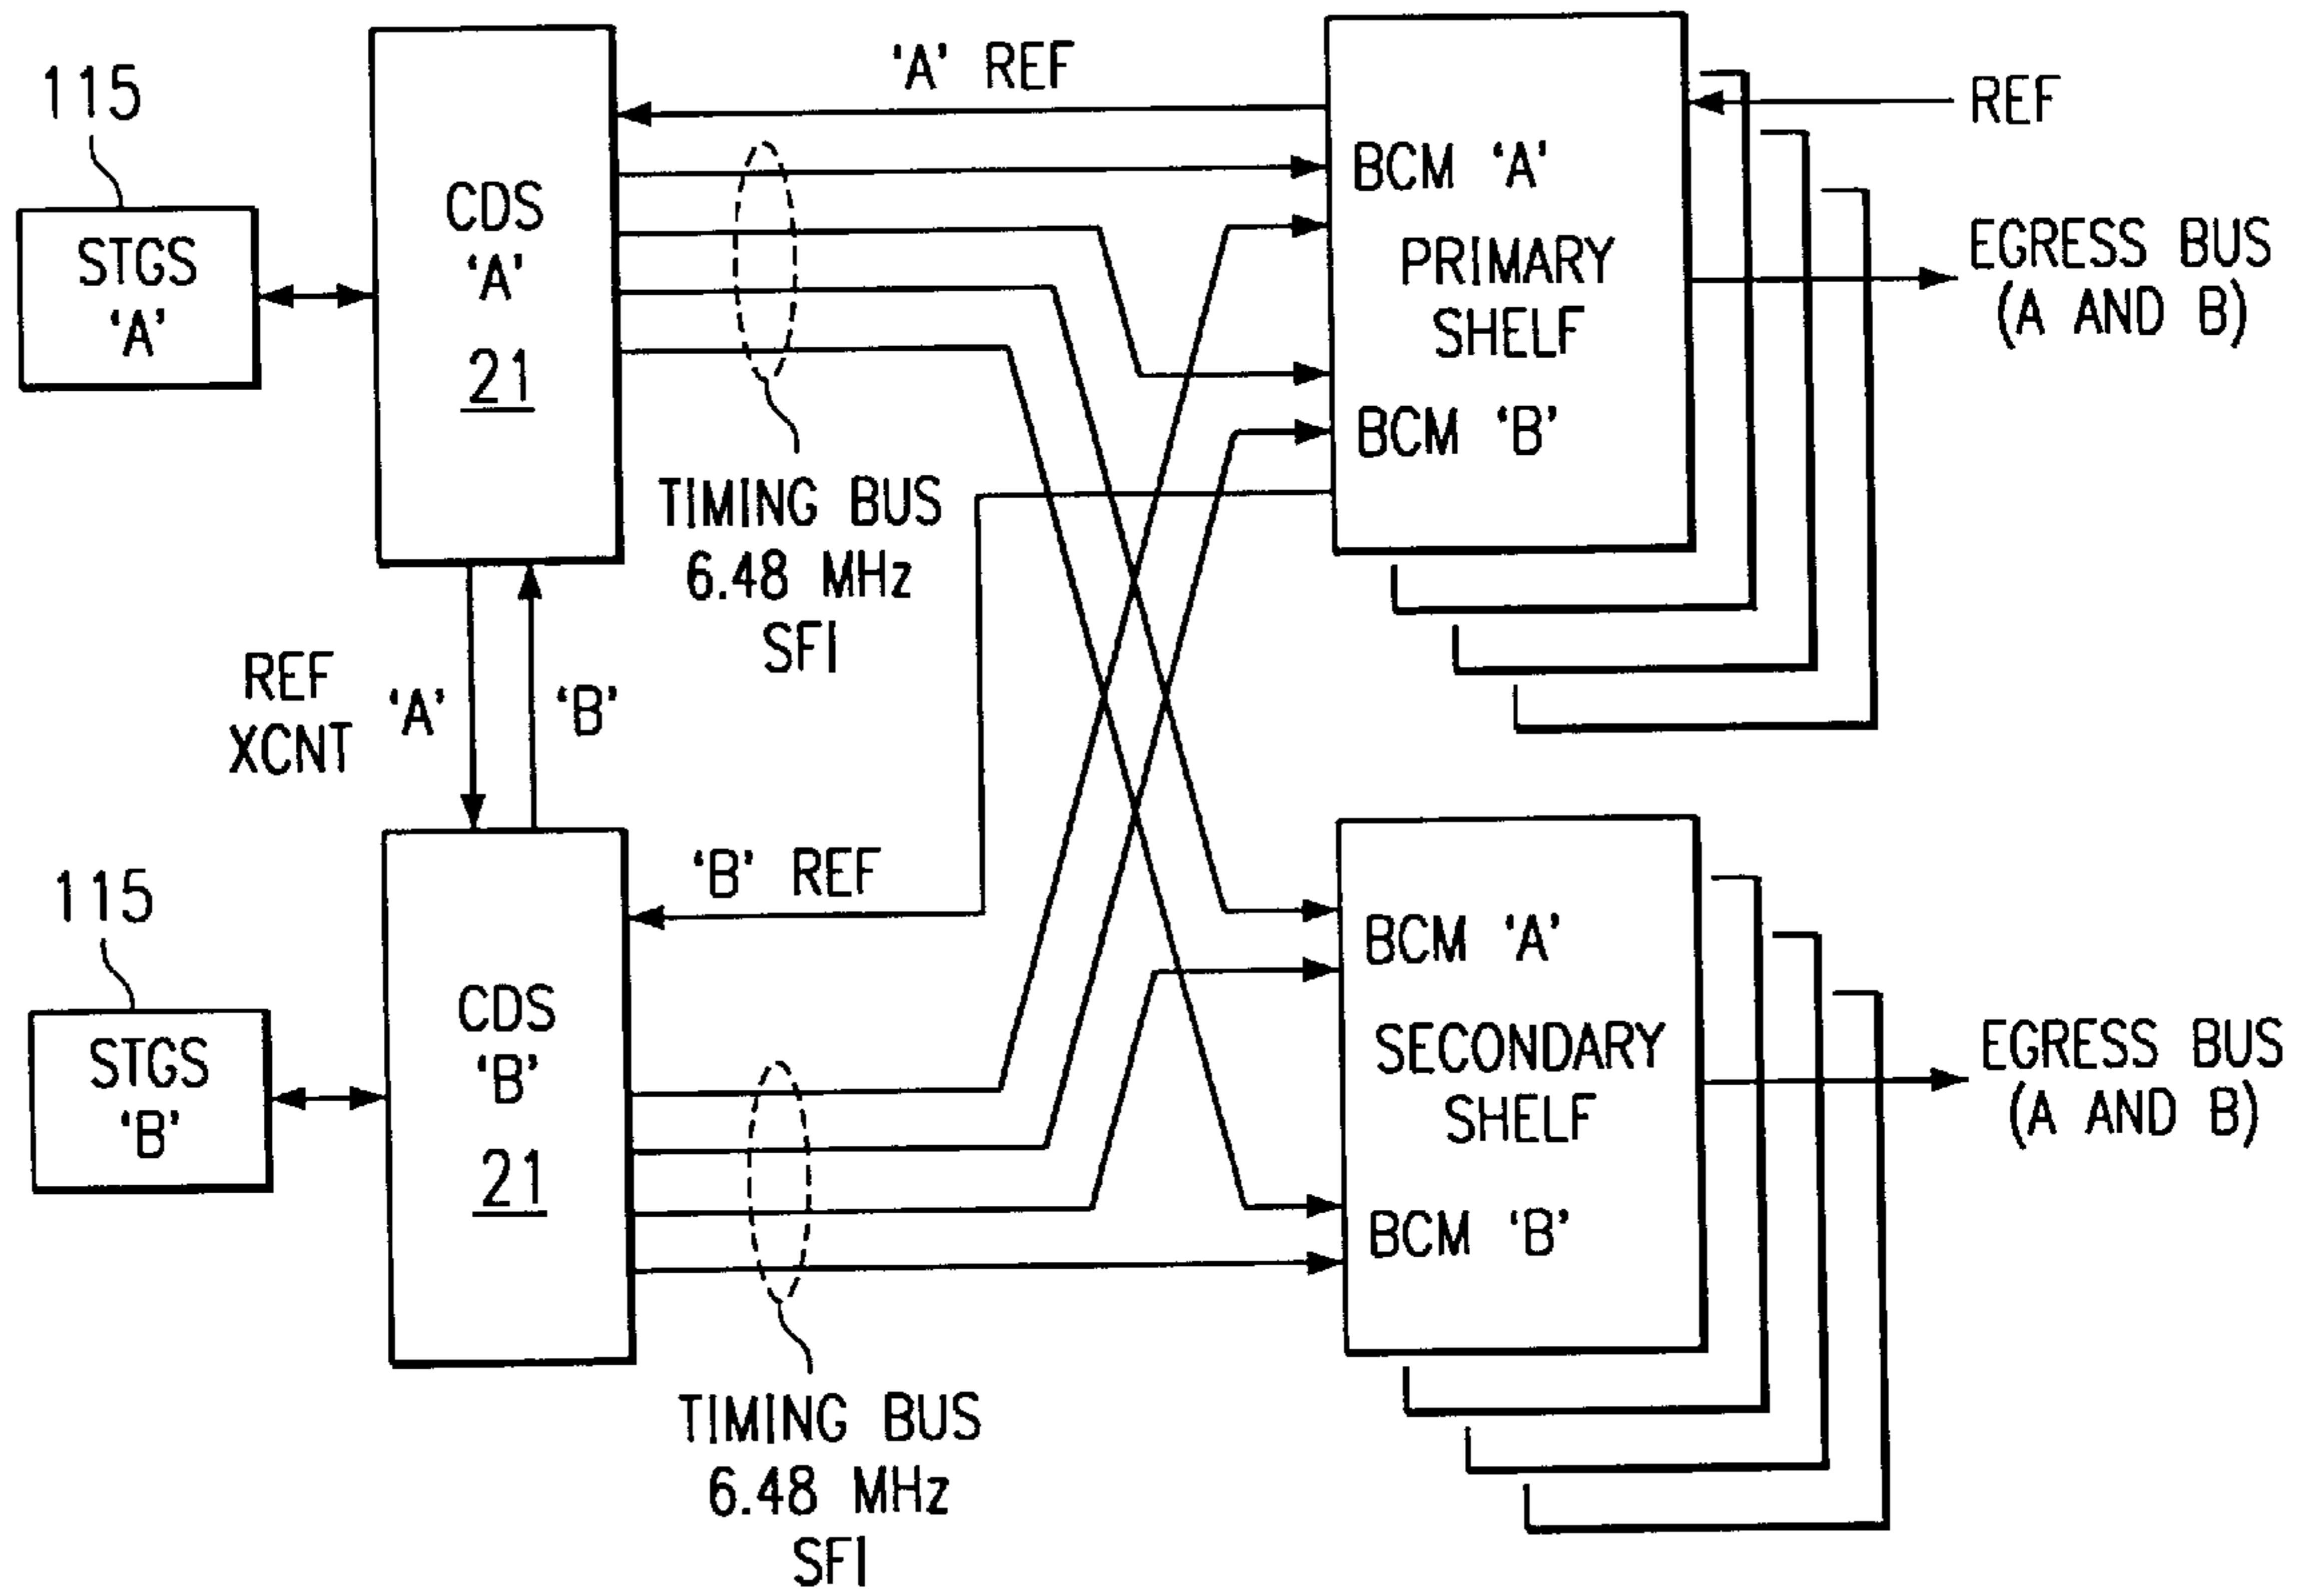 115
STGS
‘A’
CDS
‘A’
21
‘A’ REF
BCM ‘A’
PRIMARY
SHELF
BCM ‘B’
REF
EGRESS BUS
(A AND B)
TIMING BUS
6.48 MHz
SFI
REF
XCNT
‘A’
‘B’
115
STGS
‘B’
CDS
‘B’
21
‘B’ REF
BCM ‘A’
SECONDARY
SHELF
BCM ‘B’
EGRESS BUS
(A AND B)
TIMING BUS
6.48 MHz
SFI